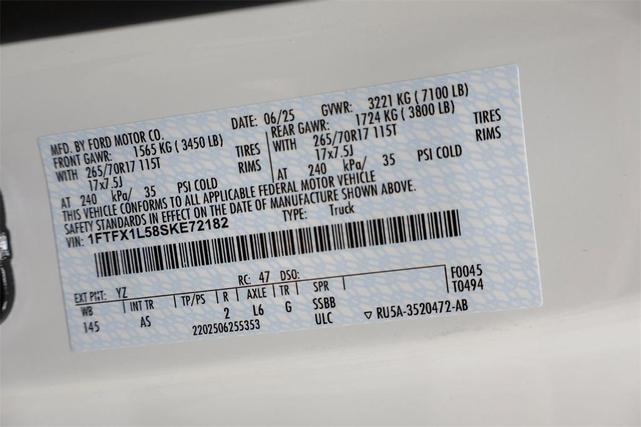 MFD. BY FORD MOTOR CO.
DATE: 06/25 GVWR: 3221 KG ( 7100 LB)
FRONT GAWR: 1565 KG ( 3450 LB)
REAR GAWR: 1724 KG ( 3800 LB)
WITH 265/70R17 115T TIRES
WITH 265/70R17 115T TIRES
17x7.5J RIMS
17x7.5J RIMS
AT 240 kPa/ 35 PSI COLD
AT 240 kPa/ 35 PSI COLD
THIS VEHICLE CONFORMS TO ALL APPLICABLE FEDERAL MOTOR VEHICLE
SAFETY STANDARDS IN EFFECT ON THE DATE OF MANUFACTURE SHOWN ABOVE.
VIN: 1FTFX1L58SKE72182 TYPE: Truck
EXT PNT: YZ RC: 47 DSO: F0045
WB INT TR TP/PS R AXLE TR SPR T0494
145 AS 2 L6 G SSBB
2202506255353 ULC ▽ RU5A-3520472-AB